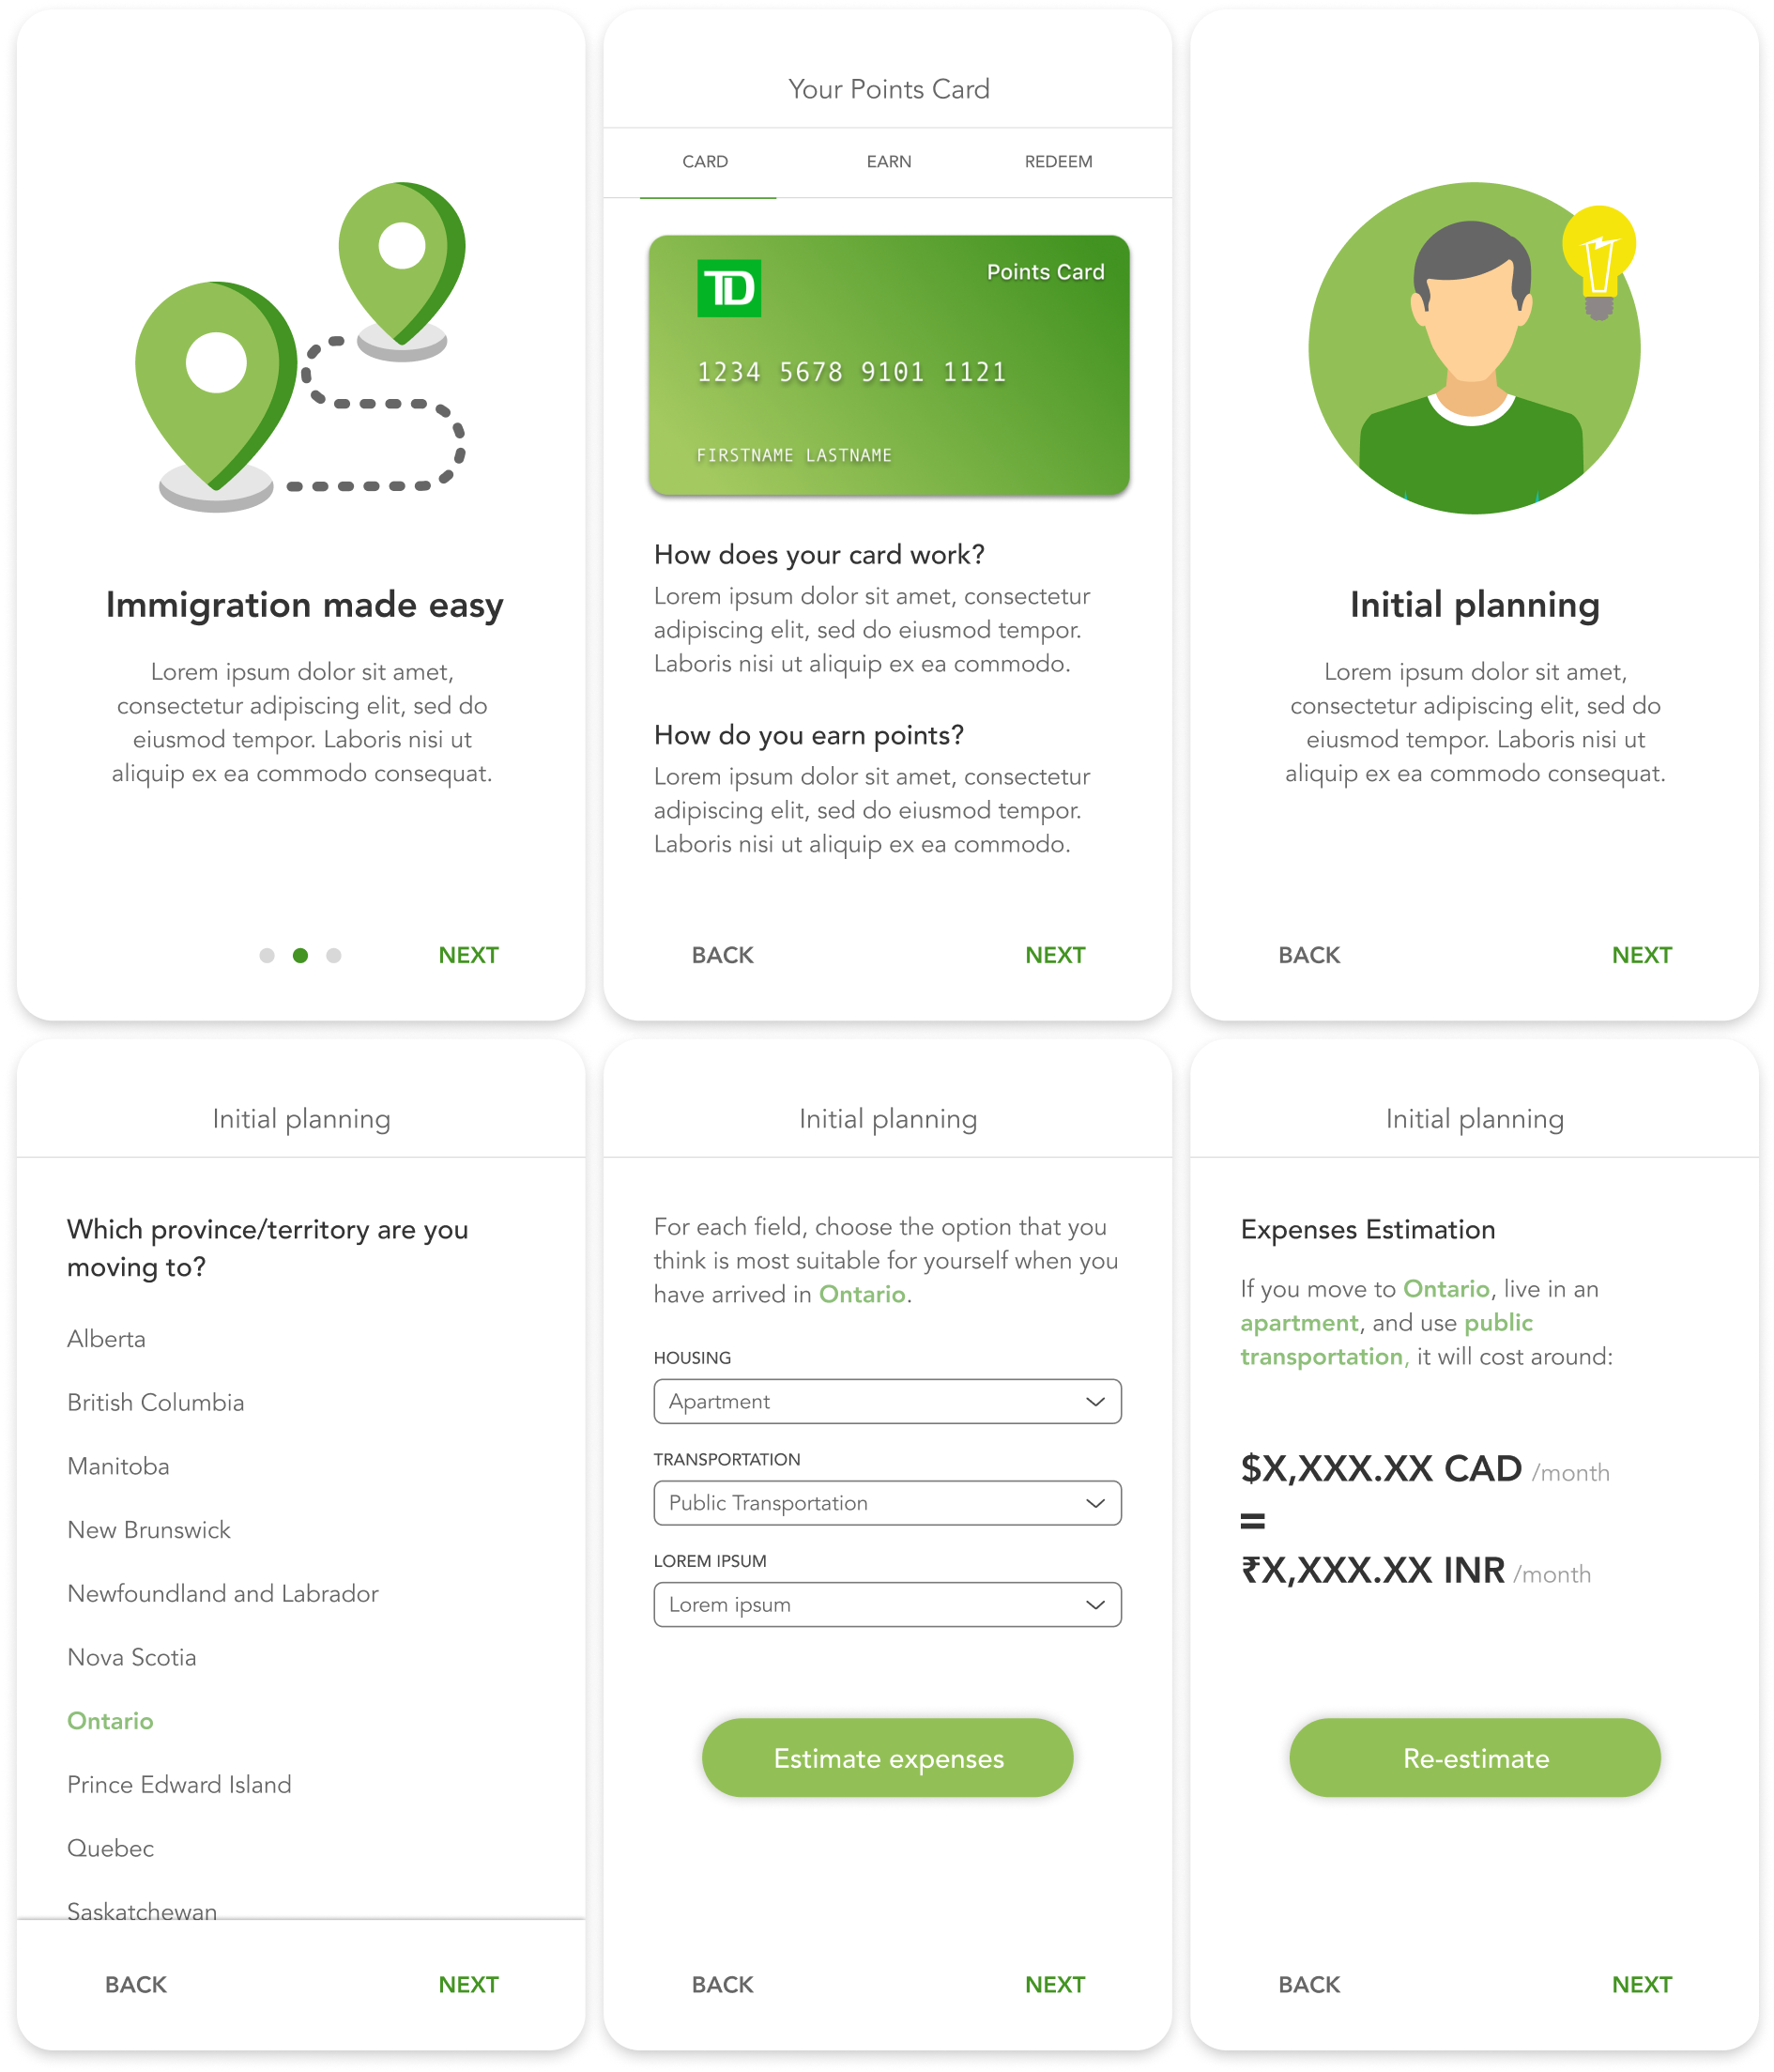 Immigration made easy
Lorem ipsum dolor sit amet,
consectetur adipiscing elit, sed do
eiusmod tempor. Laboris nisi ut
aliquip ex ea commodo consequat.
NEXT
Your Points Card
CARD EARN REDEEM
TD
Points Card
1234 5678 9101 1121
FIRSTNAME LASTNAME
How does your card work?
Lorem ipsum dolor sit amet, consectetur
adipiscing elit, sed do eiusmod tempor.
Laboris nisi ut aliquip ex ea commodo.
How do you earn points?
Lorem ipsum dolor sit amet, consectetur
adipiscing elit, sed do eiusmod tempor.
Laboris nisi ut aliquip ex ea commodo.
BACK NEXT
Initial planning
Lorem ipsum dolor sit amet,
consectetur adipiscing elit, sed do
eiusmod tempor. Laboris nisi ut
aliquip ex ea commodo consequat.
BACK NEXT
Initial planning
Which province/territory are you
moving to?
Alberta
British Columbia
Manitoba
New Brunswick
Newfoundland and Labrador
Nova Scotia
Ontario
Prince Edward Island
Quebec
Saskatchewan
BACK NEXT
Initial planning
For each field, choose the option that you
think is most suitable for yourself when you
have arrived in Ontario.
HOUSING
Apartment
TRANSPORTATION
Public Transportation
LOREM IPSUM
Lorem ipsum
Estimate expenses
BACK NEXT
Initial planning
Expenses Estimation
If you move to Ontario, live in an
apartment, and use public
transportation, it will cost around:
$X,XXX.XX CAD /month
=
₹X,XXX.XX INR /month
Re-estimate
BACK NEXT